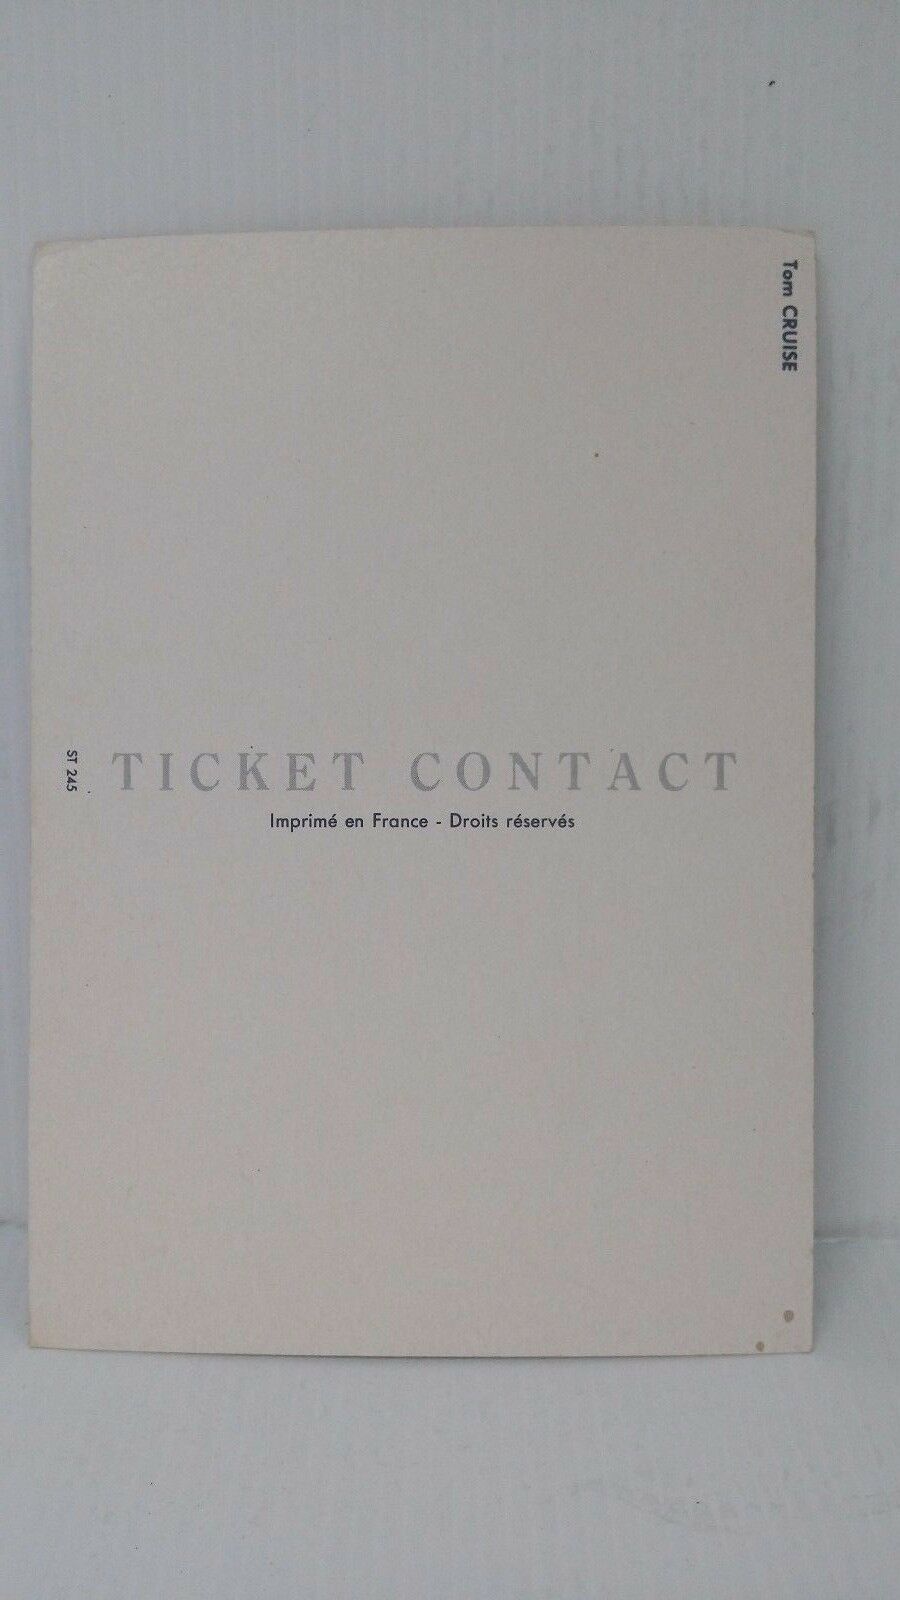 Tom CRUISE
ST 245
TICKET CONTACT
Imprimé en France - Droits réservés